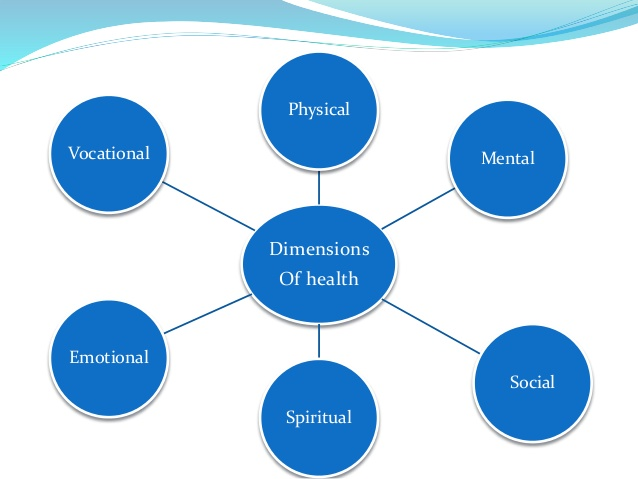 Physical
Vocational
Mental
Dimensions
Of health
Emotional
Social
Spiritual